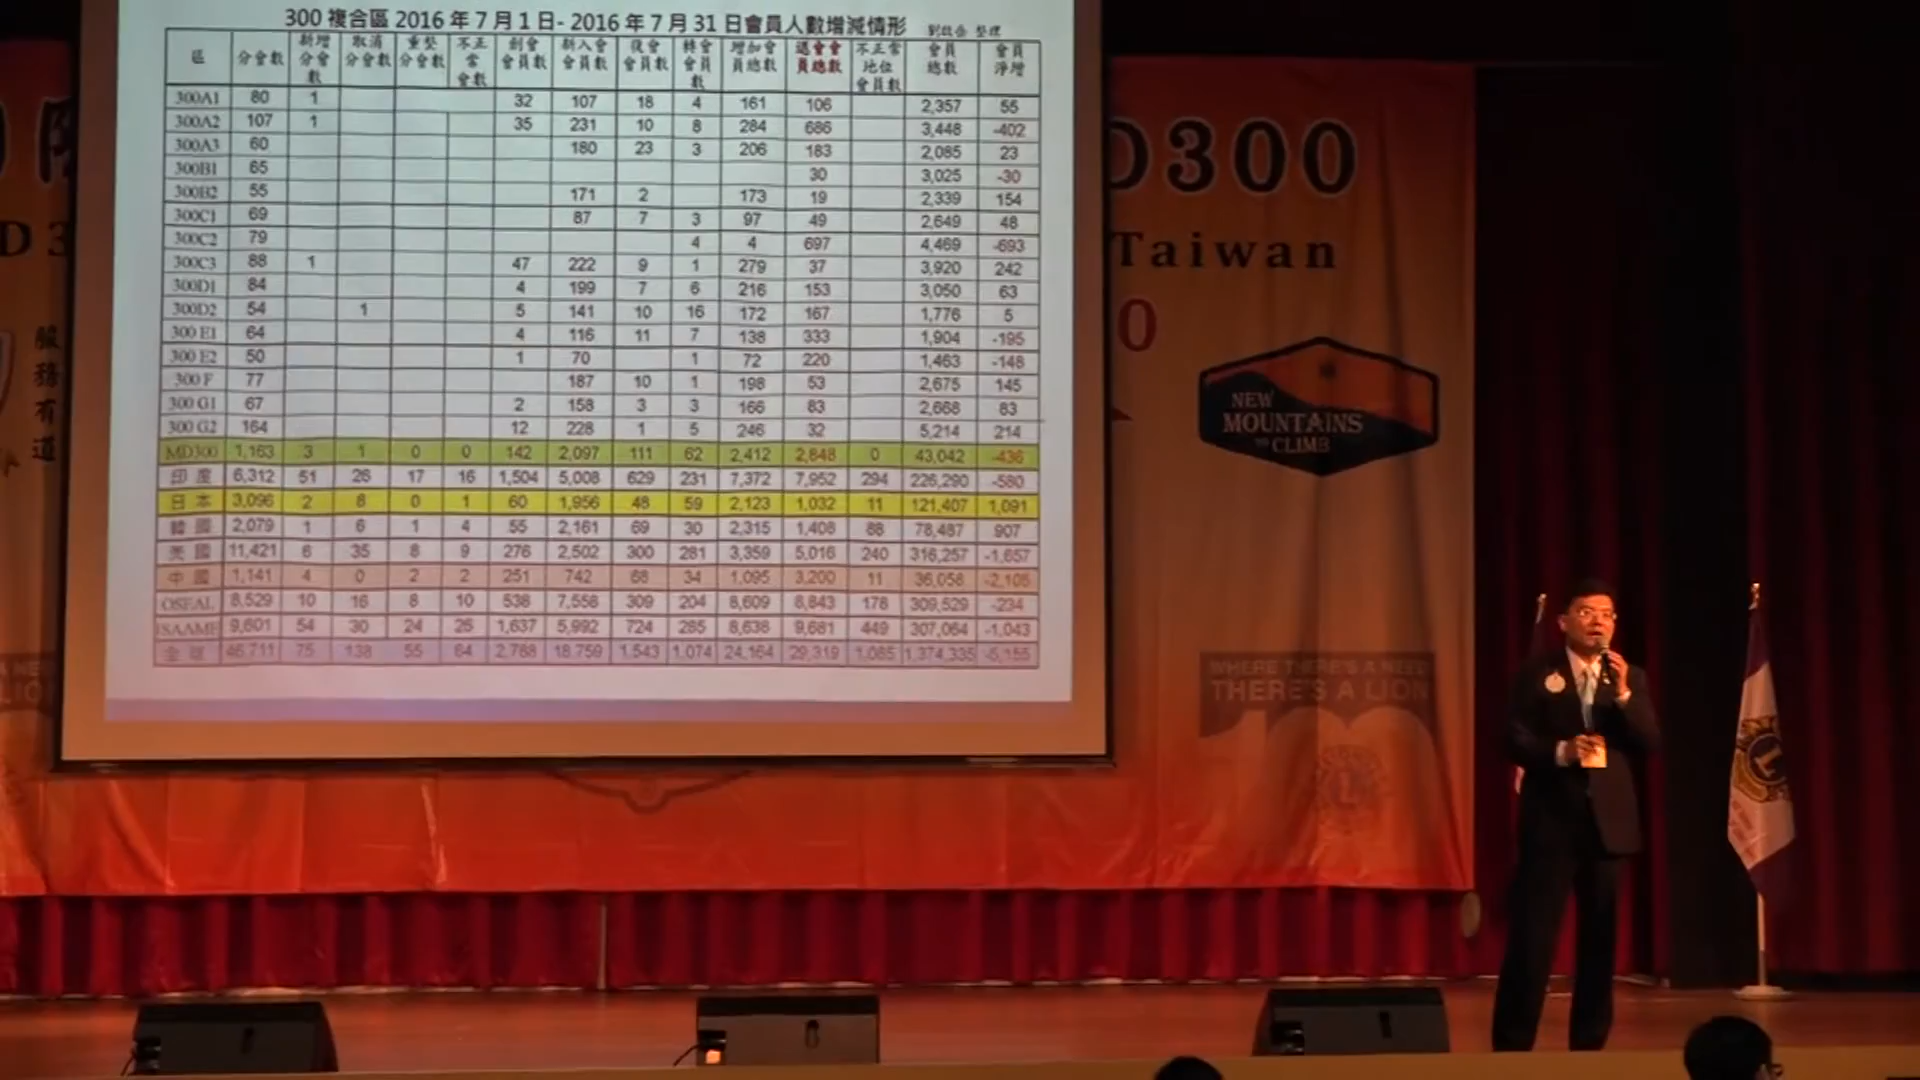 300 複合區 2016 年 7 月 1 日- 2016 年 7 月 31 日會員人數增減情形
區 分會數 新增分會數 取消分會數 重整分會數 不正常會數 創會會員數 新入會會員數 復會會員數 轉會會員數 增加會員總數 退會會員總數 不正常地位會員數 會員總數 會員淨增
300A1 80 1 32 107 18 4 161 106 2,357 55
300A2 107 1 35 231 10 8 284 686 3,448 -402
300A3 60 180 23 3 206 183 2,085 23
300B1 65 30 3,025 -30
300B2 55 171 2 173 19 2,339 154
300C1 69 87 7 3 97 49 2,649 48
300C2 79 4 4 697 4,469 -693
300C3 88 1 47 222 9 1 279 37 3,920 242
300D1 84 4 199 7 6 216 153 3,050 63
300D2 54 1 5 141 10 16 172 167 1,776 5
300 E1 64 4 116 11 7 138 333 1,904 -195
300 E2 50 1 70 1 72 220 1,463 -148
300 F 77 187 10 1 198 53 2,675 145
300 G1 67 2 158 3 3 166 83 2,668 83
300 G2 164 12 228 1 5 246 32 5,214 214
MD300 1,163 3 1 0 0 142 2,097 111 62 2,412 2,848 0 43,042 -436
印度 6,312 51 26 17 16 1,504 5,008 629 231 7,372 7,952 294 226,290 -580
日本 3,096 2 8 0 1 60 1,956 48 59 2,123 1,032 11 121,407 1,091
韓國 2,079 1 6 1 4 55 2,161 69 30 2,315 1,408 88 78,487 907
美國 11,421 6 35 8 9 276 2,502 300 281 3,359 5,016 240 316,257 -1,657
中國 1,141 4 0 2 2 251 742 68 34 1,095 3,200 11 36,058 -2,105
OSEAL 8,529 10 16 8 10 538 7,558 309 204 8,609 8,843 178 309,529 -234
ISAAME 9,601 54 30 24 26 1,637 5,992 724 285 8,638 9,681 449 307,064 -1,043
全球 46,711 75 138 55 64 2,788 18,759 1,543 1,074 24,164 29,319 1,085 1,374,335 -5,155
D300
Taiwan
0
D 3
服務有道
NEW
MOUNTAINS
TO CLIMB
WHERE THERE'S A NEED
THERE'S A LION
100
L